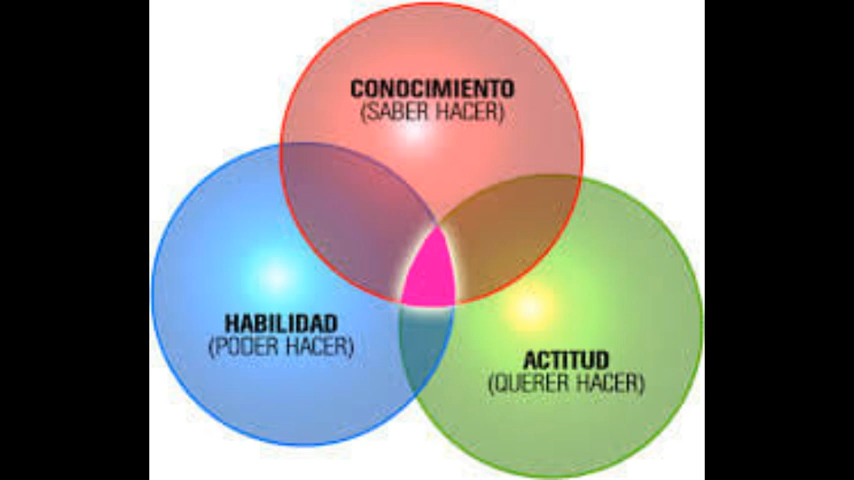 CONOCIMIENTO
(SABER HACER)
HABILIDAD
(PODER HACER)
ACTITUD
(QUERER HACER)